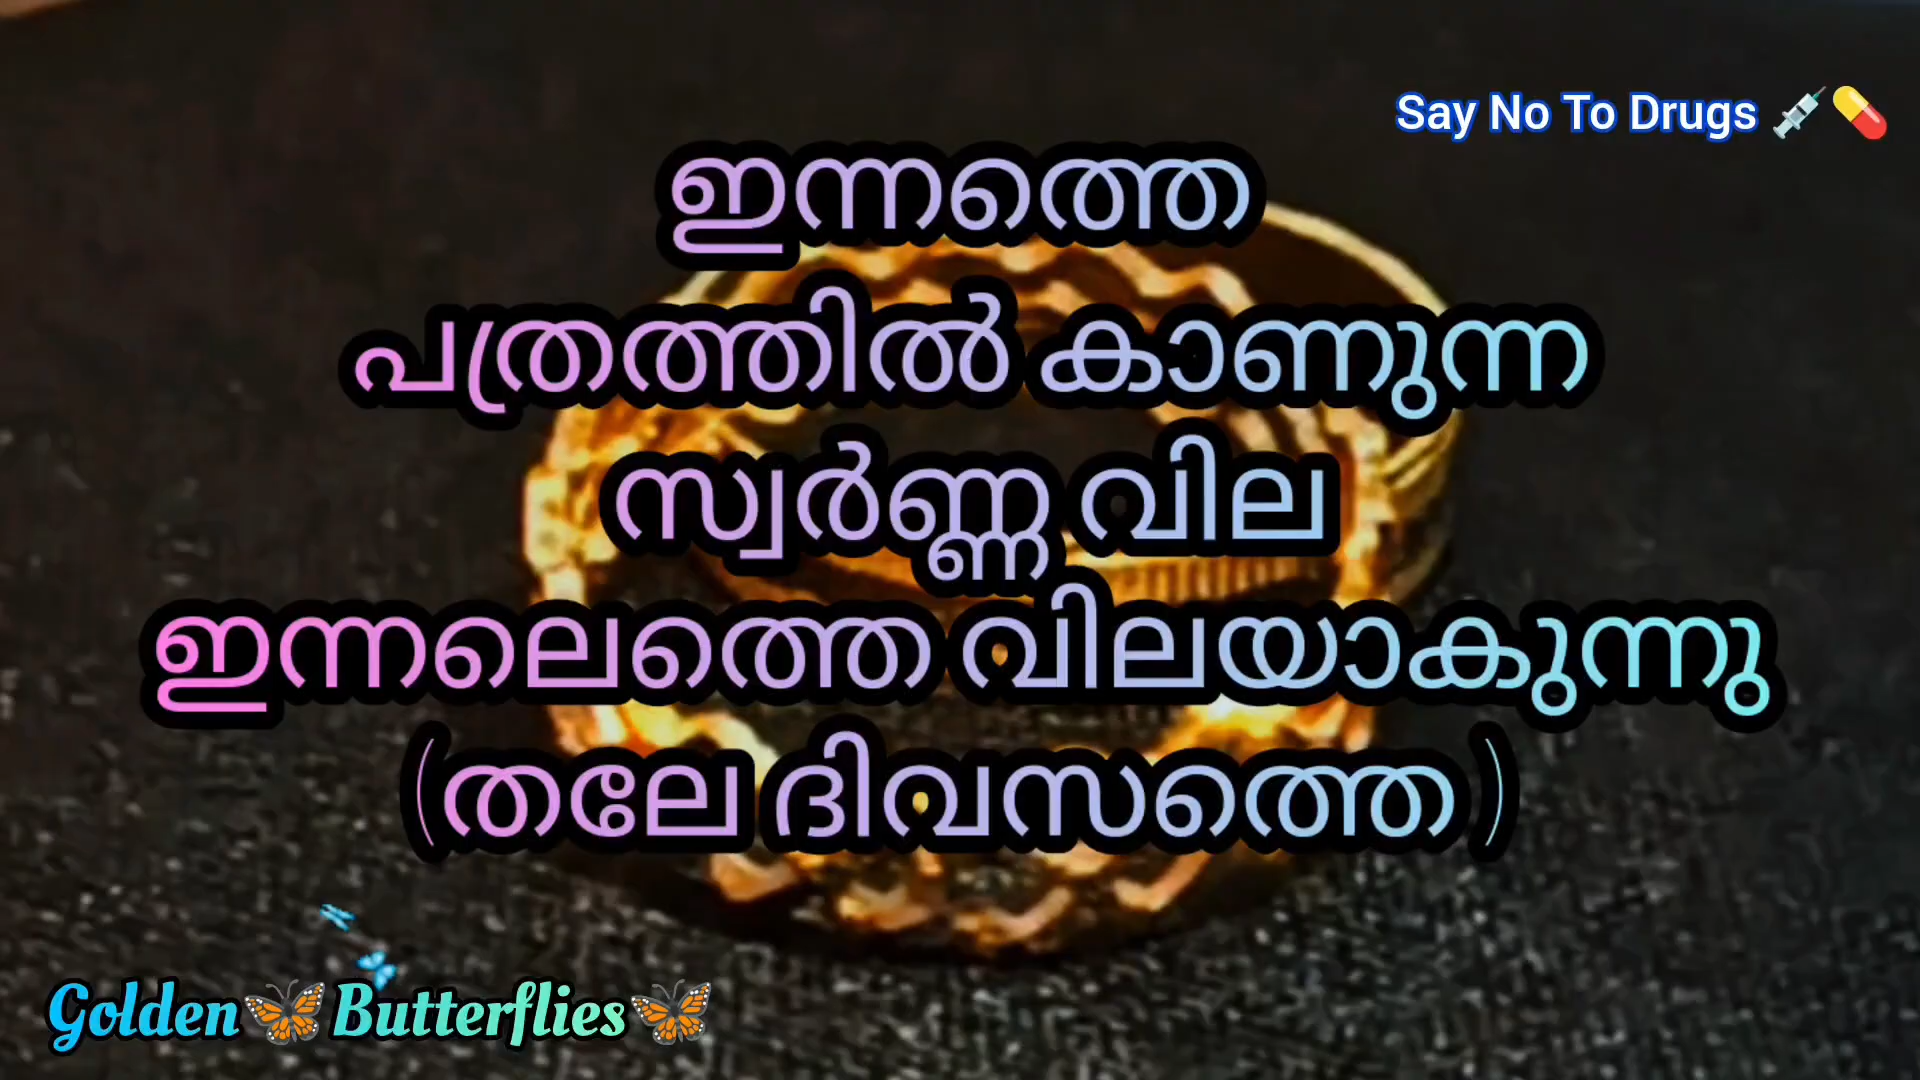 Say No To Drugs 💉💊
ഇന്നത്തെ
പത്രത്തിൽ കാണുന്ന
സ്വർണ്ണ വില
ഇന്നലെത്തെ വിലയാകുന്നു
(തലേ ദിവസത്തെ)
Golden🦋Butterflies🦋